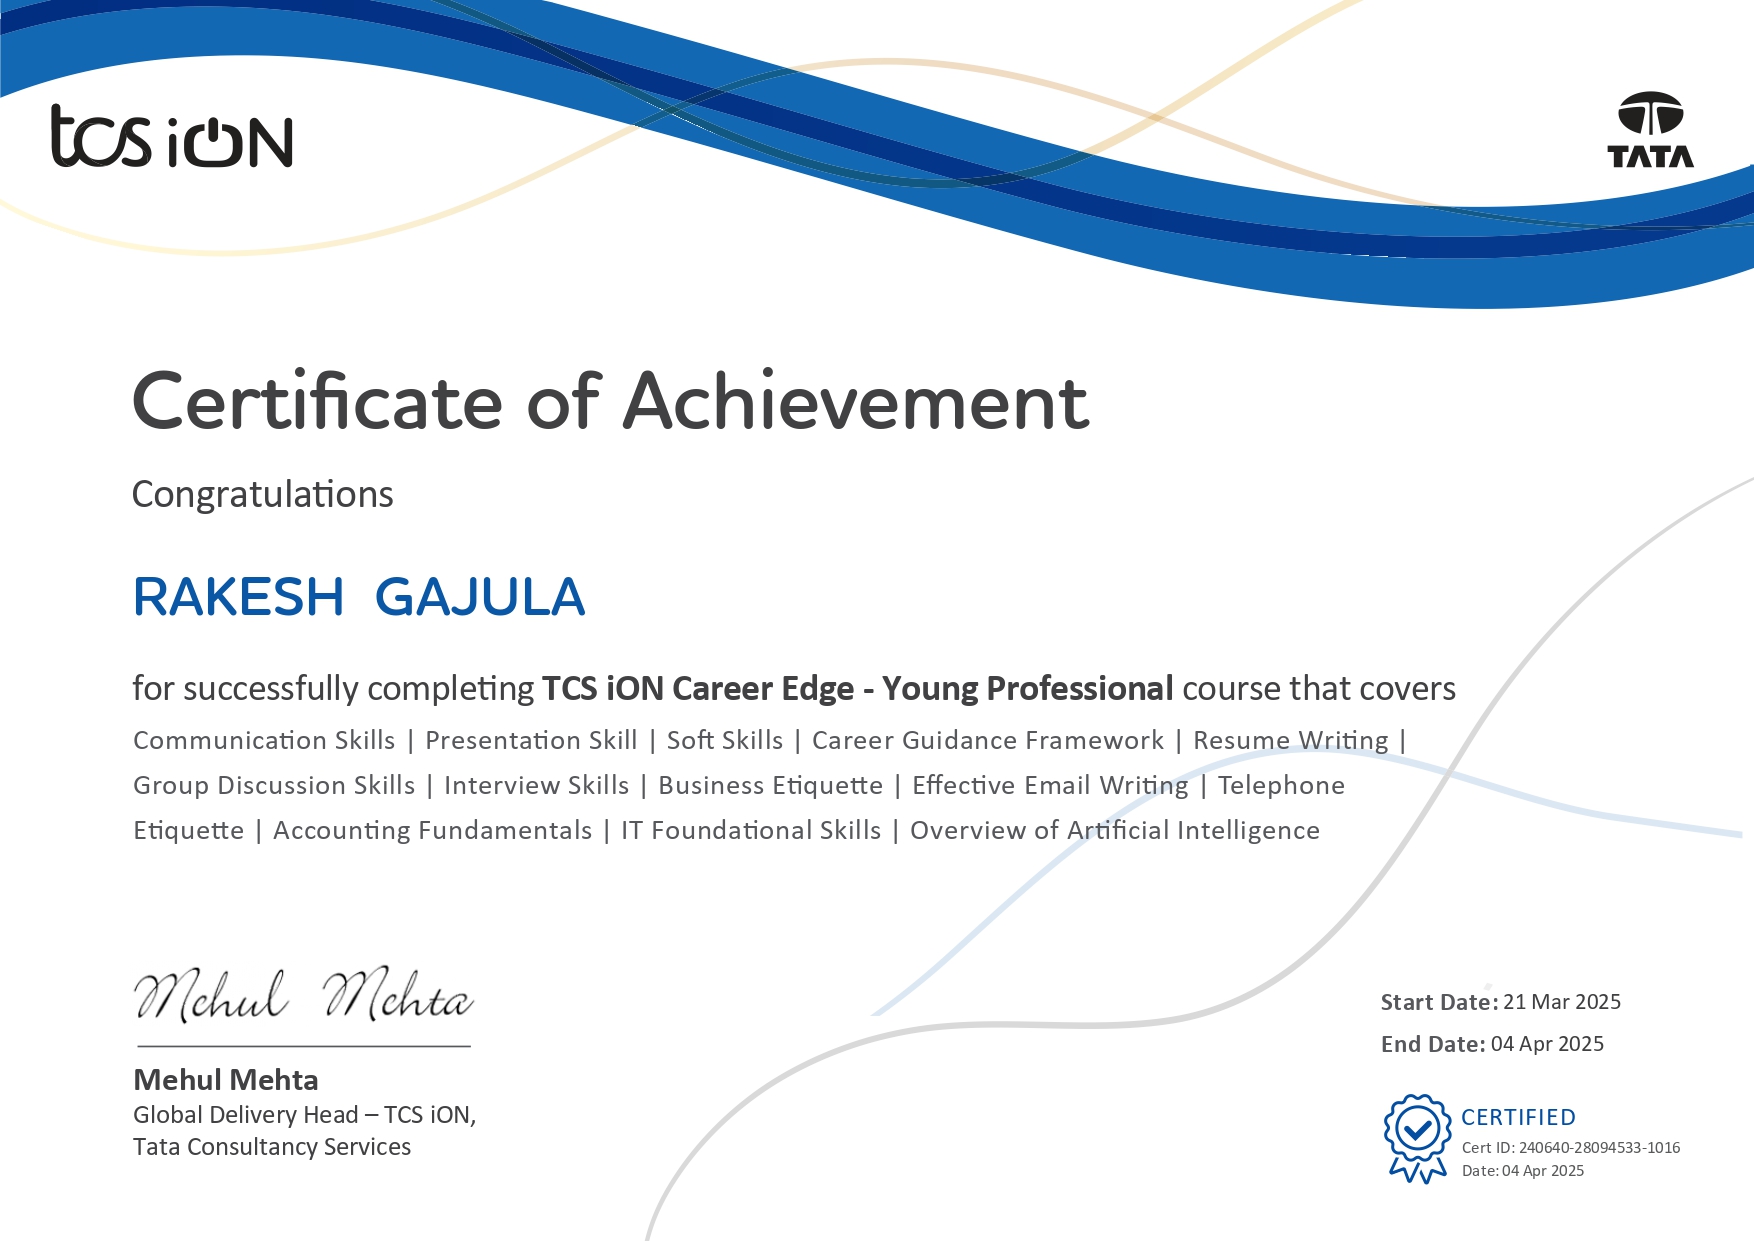 tcs iON
TATA
Certificate of Achievement
Congratulations
RAKESH GAJULA
for successfully completing TCS iON Career Edge - Young Professional course that covers
Communication Skills | Presentation Skill | Soft Skills | Career Guidance Framework | Resume Writing |
Group Discussion Skills | Interview Skills | Business Etiquette | Effective Email Writing | Telephone
Etiquette | Accounting Fundamentals | IT Foundational Skills | Overview of Artificial Intelligence
Mehul Mehta
Mehul Mehta
Global Delivery Head – TCS iON,
Tata Consultancy Services
Start Date: 21 Mar 2025
End Date: 04 Apr 2025
CERTIFIED
Cert ID: 240640-28094533-1016
Date: 04 Apr 2025